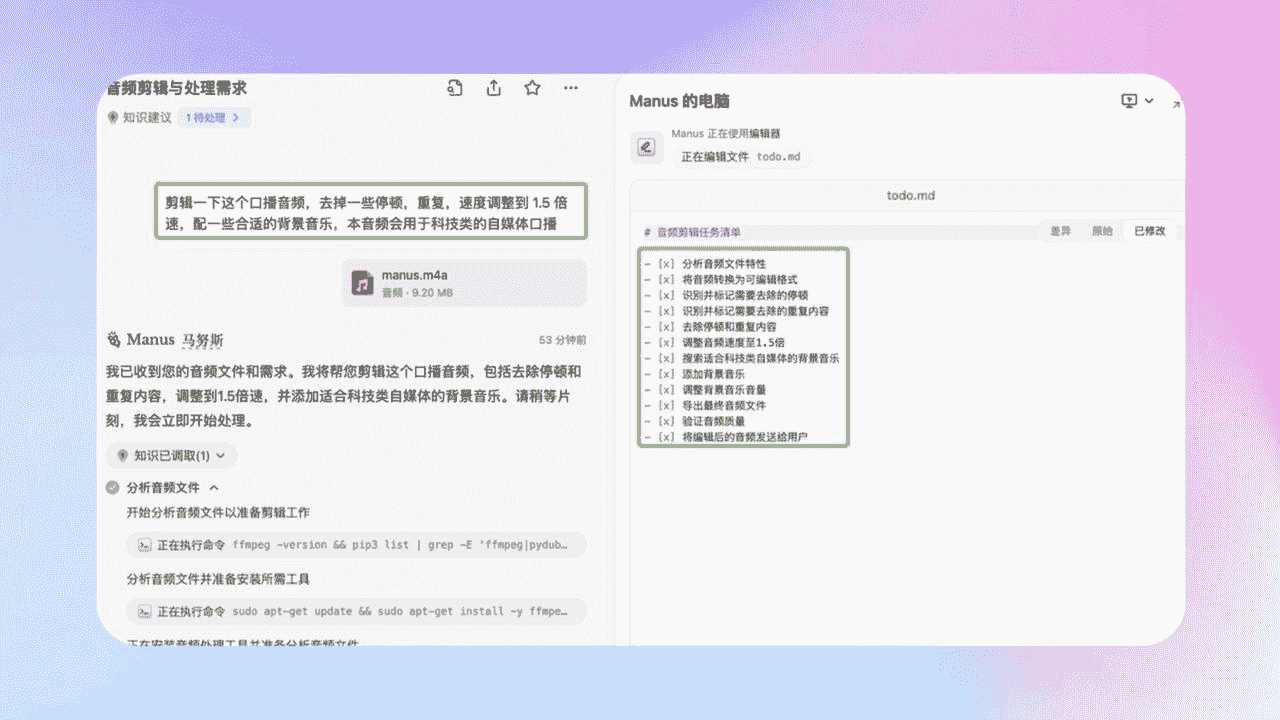 音频剪辑与处理需求
知识建议 1 待处理 >
剪辑一下这个口播音频，去掉一些停顿，重复，速度调整到 1.5 倍
速，配一些合适的背景音乐，本音频会用于科技类的自媒体口播
manus.m4a
音频 · 9.20 MB
Manus 马努斯
53 分钟前
我已收到您的音频文件和需求。我将帮您剪辑这个口播音频，包括去除停顿和
重复内容，调整到1.5倍速，并添加适合科技类自媒体的背景音乐。请稍等片
刻，我会立即开始处理。
知识已调取(1)
分析音频文件
开始分析音频文件以准备剪辑工作
正在执行命令 ffmpeg -version && pip3 list | grep -E 'ffmpeg|pydub…
分析音频文件并准备安装所需工具
正在执行命令 sudo apt-get update && sudo apt-get install -y ffmpe…
正在安装音频处理工具并准备分析音频文件
Manus 的电脑
Manus 正在使用编辑器
正在编辑文件 todo.md
todo.md
# 音频剪辑任务清单
差异 原始 已修改
- [x] 分析音频文件特性
- [x] 将音频转换为可编辑格式
- [x] 识别并标记需要去除的停顿
- [x] 识别并标记需要去除的重复内容
- [x] 去除停顿和重复内容
- [x] 调整音频速度至1.5倍
- [x] 搜索适合科技类自媒体的背景音乐
- [x] 添加背景音乐
- [x] 调整背景音乐音量
- [x] 导出最终音频文件
- [x] 验证音频质量
- [x] 将编辑后的音频发送给用户